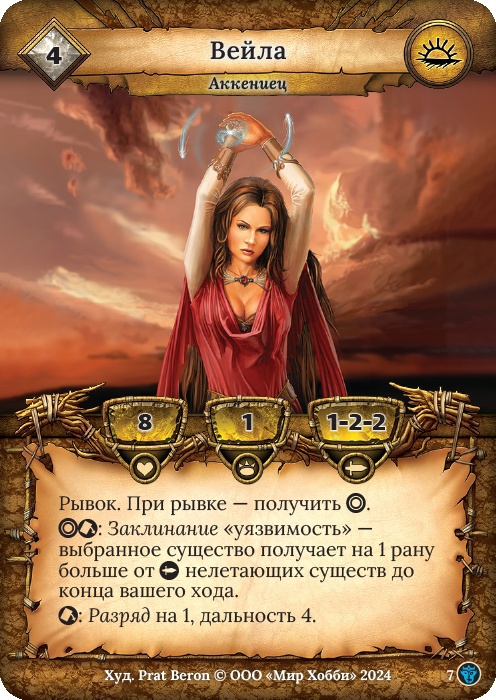 4
Вейла
Аккениец
8
1
1-2-2
Рывок. При рывке — получить .
: Заклинание «уязвимость» —
выбранное существо получает на 1 рану
больше от нелетающих существ до
конца вашего хода.
: Разряд на 1, дальность 4.
Худ. Prat Beron © ООО «Мир Хобби» 2024
7